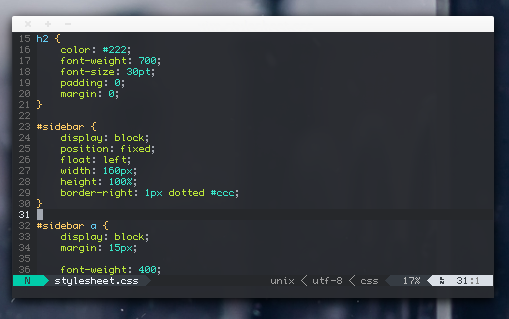 15 h2 {
16     color: #222;
17     font-weight: 700;
18     font-size: 30pt;
19     padding: 0;
20     margin: 0;
21 }
22
23 #sidebar {
24     display: block;
25     position: fixed;
26     float: left;
27     width: 160px;
28     height: 100%;
29     border-right: 1px dotted #ccc;
30 }
31
32 #sidebar a {
33     display: block;
34     margin: 15px;
35
36     font-weight: 400;
N stylesheet.css unix utf-8 css 17% 31:1